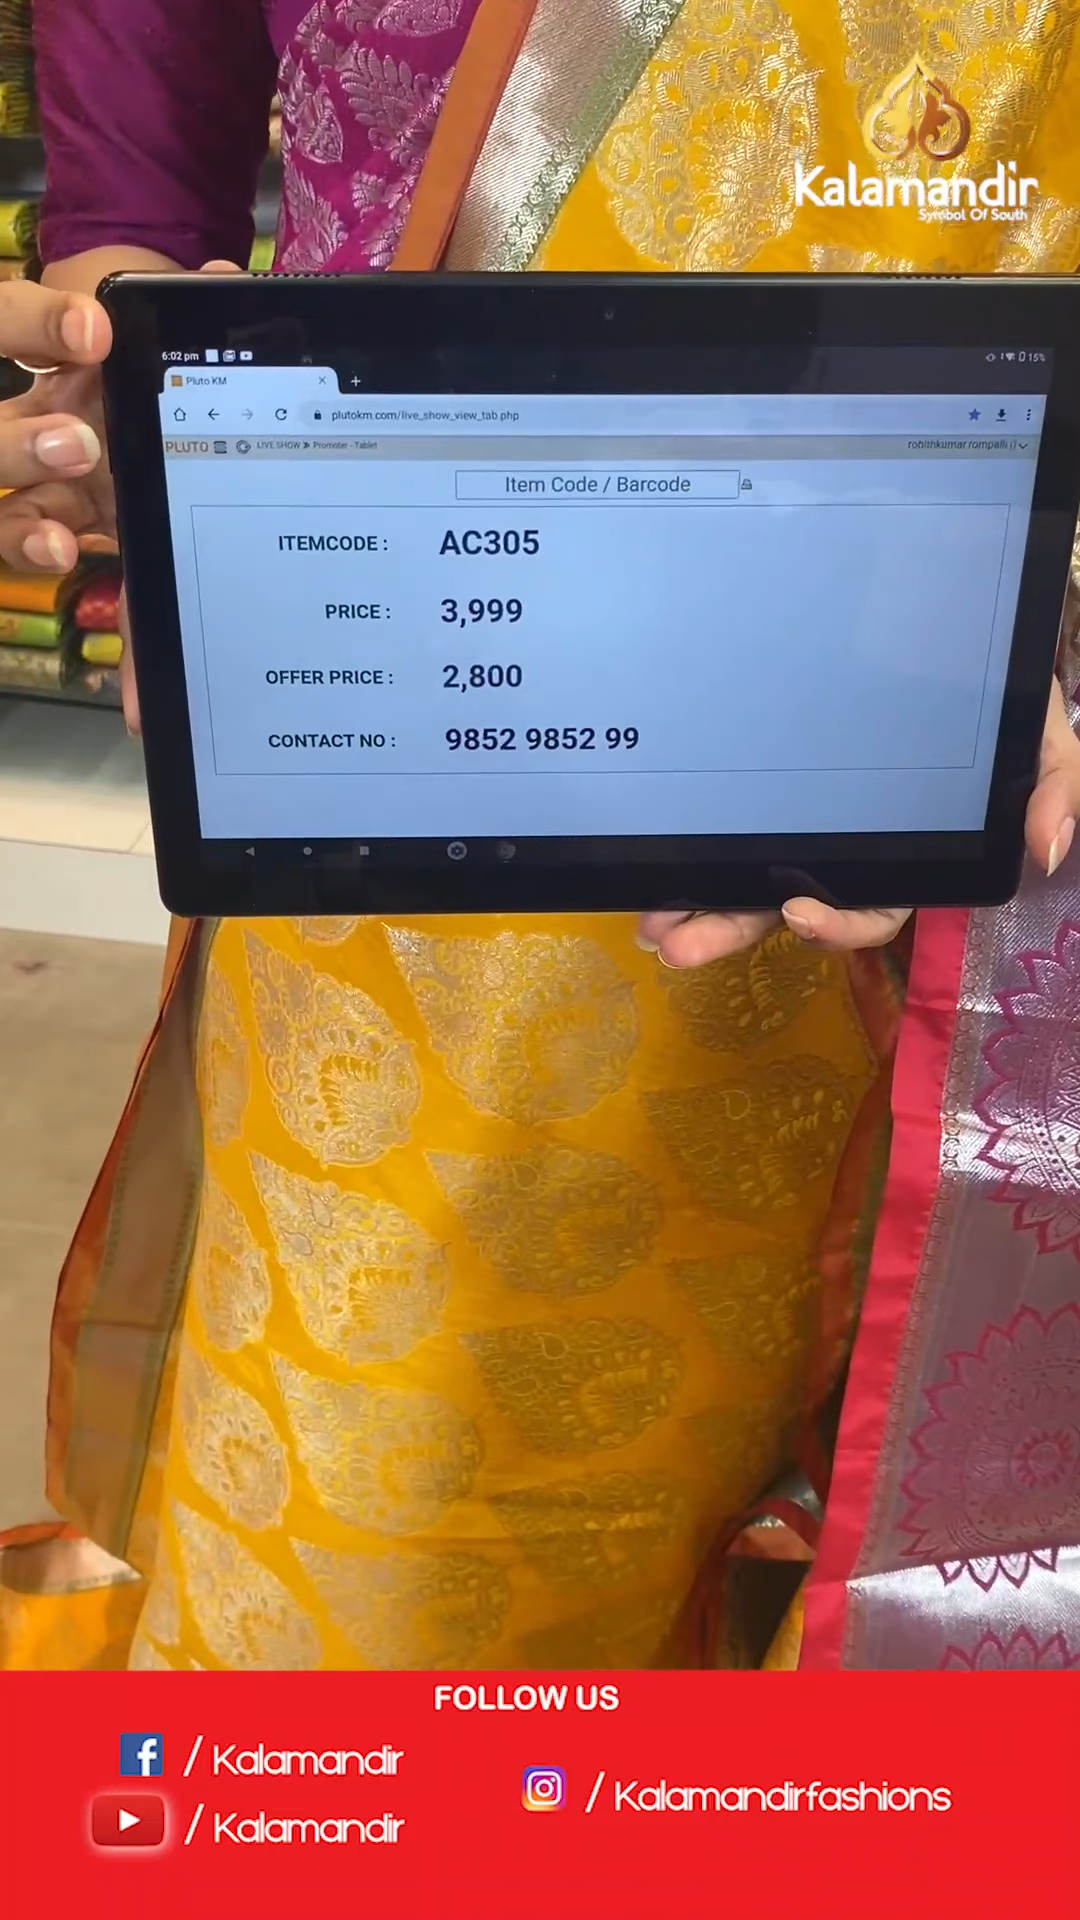 Kalamandir
Symbol Of South
6:02 pm
15%
Pluto KM
plutokm.com/live_show_view_tab.php
PLUTO
LIVE SHOW » Promoter - Tablet
rohithkumar rompalli ()
Item Code / Barcode
ITEMCODE : AC305
PRICE : 3,999
OFFER PRICE : 2,800
CONTACT NO : 9852 9852 99
FOLLOW US
/ Kalamandir
/ Kalamandirfashions
/ Kalamandir